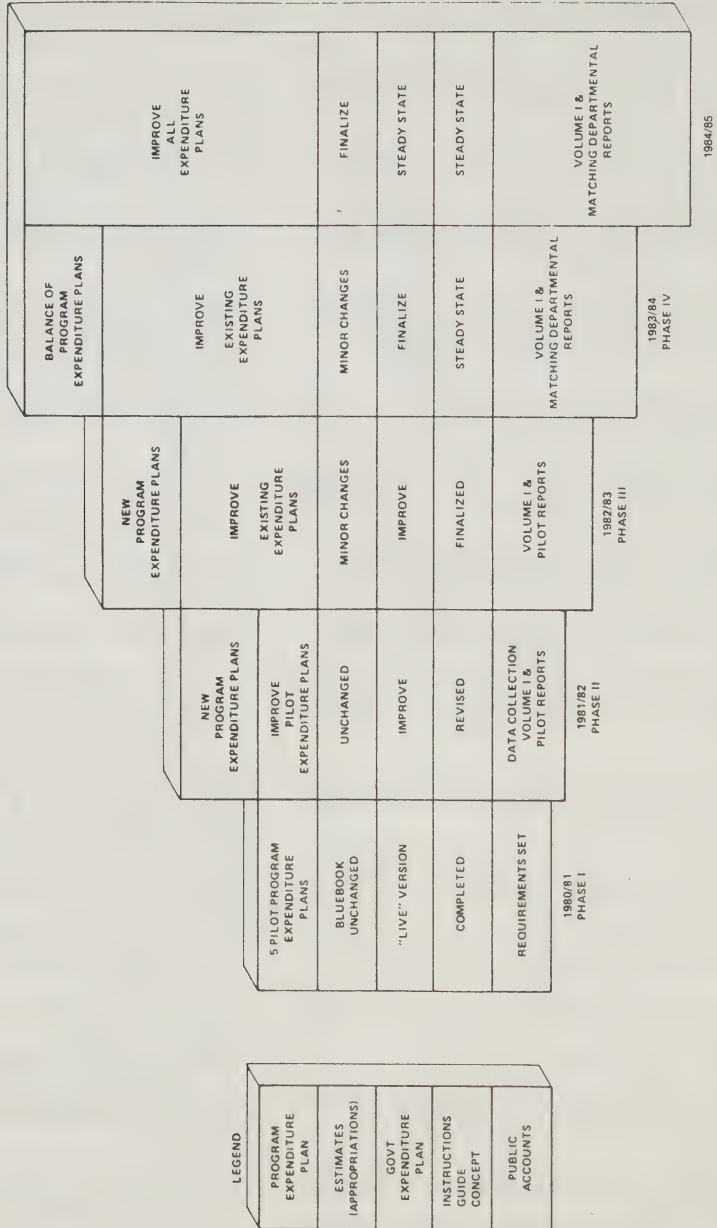 LEGEND
PROGRAM
EXPENDITURE
PLAN
ESTIMATES
(APPROPRIATIONS)
GOVT
EXPENDITURE
PLAN
INSTRUCTIONS
GUIDE
CONCEPT
PUBLIC
ACCOUNTS
5 PILOT PROGRAM
EXPENDITURE
PLANS
BLUEBOOK
UNCHANGED
"LIVE" VERSION
COMPLETED
REQUIREMENTS SET
1980/81
PHASE I
NEW
PROGRAM
EXPENDITURE PLANS
IMPROVE
PILOT
EXPENDITURE PLANS
UNCHANGED
IMPROVE
REVISED
DATA COLLECTION
VOLUME I &
PILOT REPORTS
1981/82
PHASE II
NEW
PROGRAM
EXPENDITURE PLANS
IMPROVE
EXISTING
EXPENDITURE
PLANS
MINOR CHANGES
IMPROVE
FINALIZED
VOLUME I &
PILOT REPORTS
1982/83
PHASE III
BALANCE OF
PROGRAM
EXPENDITURE PLANS
IMPROVE
EXISTING
EXPENDITURE
PLANS
MINOR CHANGES
FINALIZE
STEADY STATE
VOLUME I &
MATCHING DEPARTMENTAL
REPORTS
1983/84
PHASE IV
IMPROVE
ALL
EXPENDITURE
PLANS
FINALIZE
STEADY STATE
STEADY STATE
VOLUME I &
MATCHING DEPARTMENTAL
REPORTS
1984/85